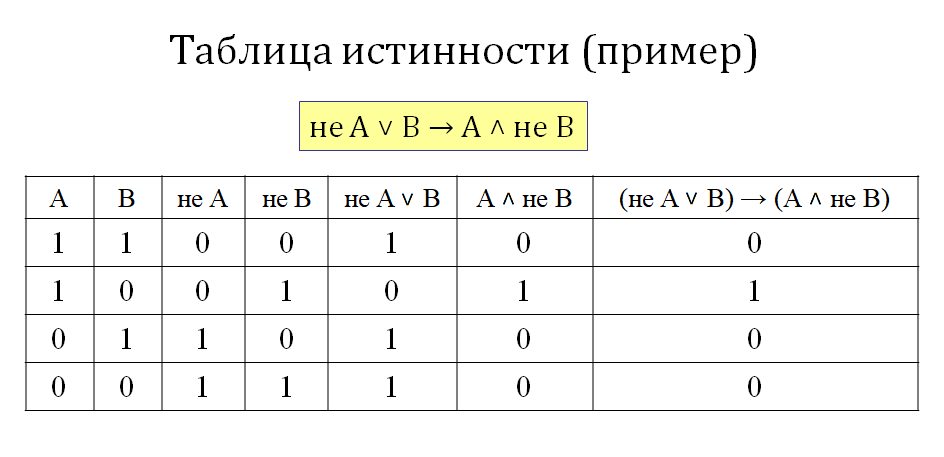 Таблица истинности (пример)
не A ˅ B → A ˄ не B
A B не A не B не A ˅ B A ˄ не B (не A ˅ B) → (A ˄ не B)
1 1 0 0 1 0 0
1 0 0 1 0 1 1
0 1 1 0 1 0 0
0 0 1 1 1 0 0